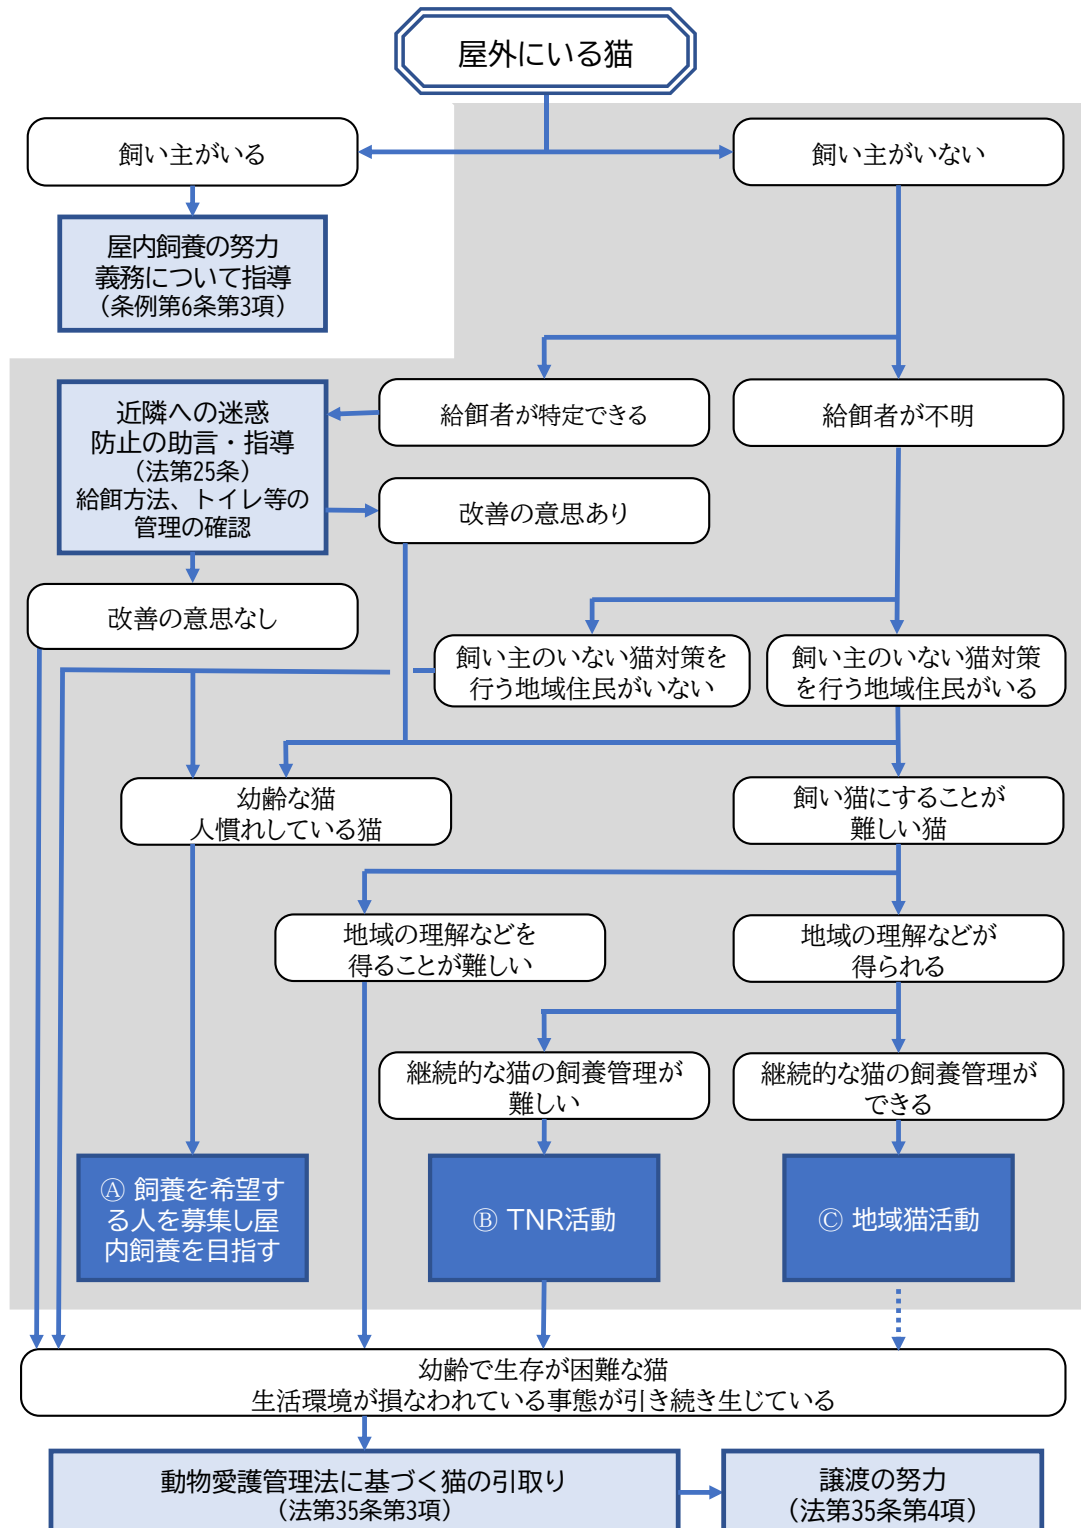 屋外にいる猫
飼い主がいる
飼い主がいない
屋内飼養の努力
義務について指導
（条例第6条第3項）
近隣への迷惑
防止の助言・指導
（法第25条）
給餌方法、トイレ等の
管理の確認
給餌者が特定できる
給餌者が不明
改善の意思あり
改善の意思なし
飼い主のいない猫対策を
行う地域住民がいない
飼い主のいない猫対策
を行う地域住民がいる
幼齢な猫
人慣れしている猫
飼い猫にすることが
難しい猫
地域の理解などを
得ることが難しい
地域の理解などが
得られる
継続的な猫の飼養管理が
難しい
継続的な猫の飼養管理が
できる
Ⓐ 飼養を希望す
る人を募集し屋
内飼養を目指す
Ⓑ TNR活動
Ⓒ 地域猫活動
幼齢で生存が困難な猫
生活環境が損なわれている事態が引き続き生じている
動物愛護管理法に基づく猫の引取り
（法第35条第3項）
譲渡の努力
（法第35条第4項）